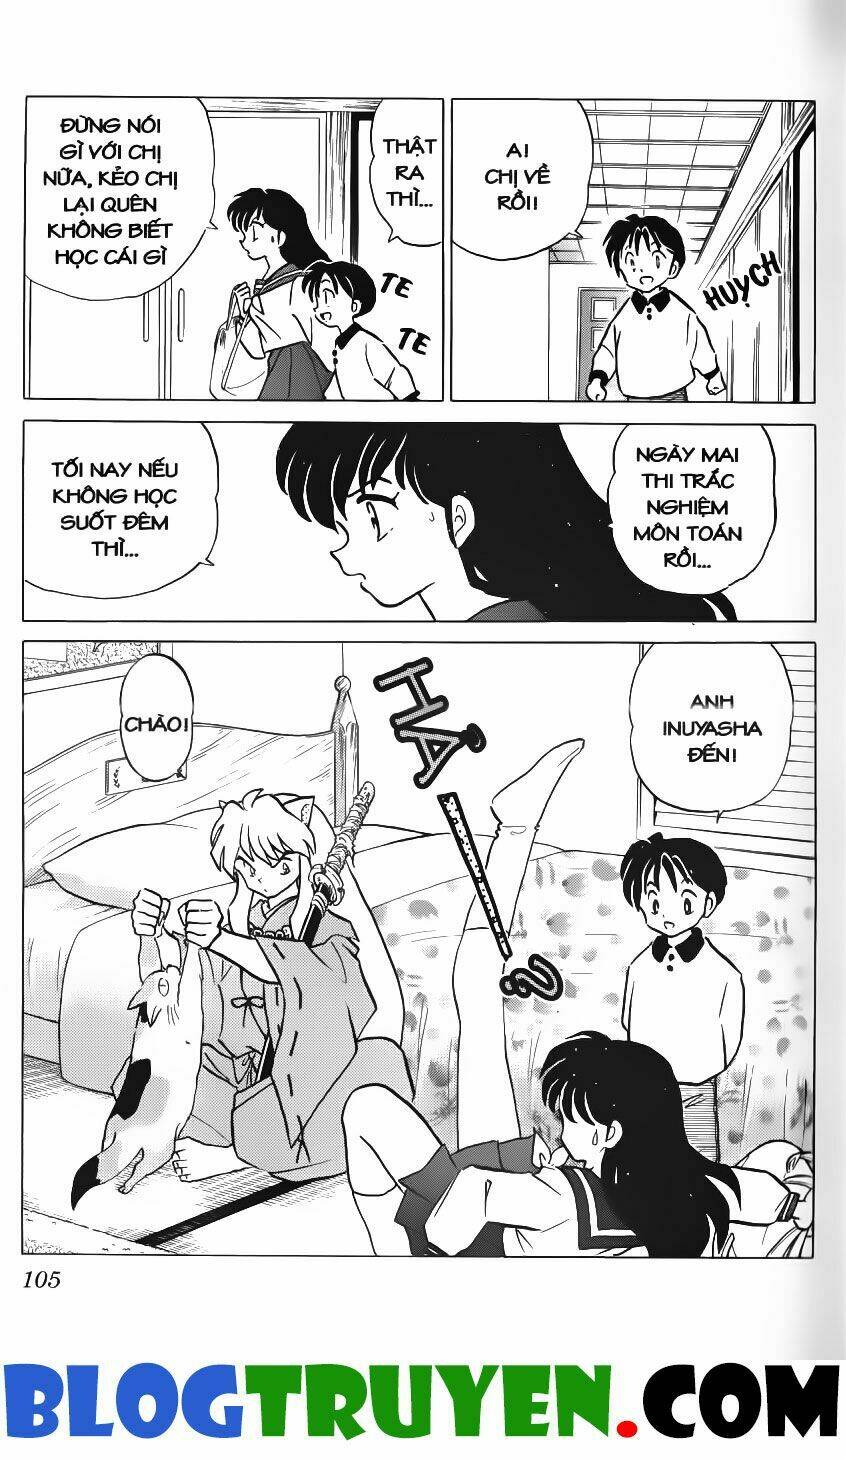 AI
CHỊ VỀ
RỒI!
HUỴCH
THẬT
RA
THÌ...
ĐỪNG NÓI
GÌ VỚI CHỊ
NỮA, KẺO CHỊ
LẠI QUÊN
KHÔNG BIẾT
HỌC CÁI GÌ
TE
TE
NGÀY MAI
THI TRẮC
NGHIỆM
MÔN TOÁN
RỒI...
TỐI NAY NẾU
KHÔNG HỌC
SUỐT ĐÊM
THÌ...
ANH
INUYASHA
ĐẾN!
HẢ
!?
CHÀO!
105
BLOGTRUYEN.COM